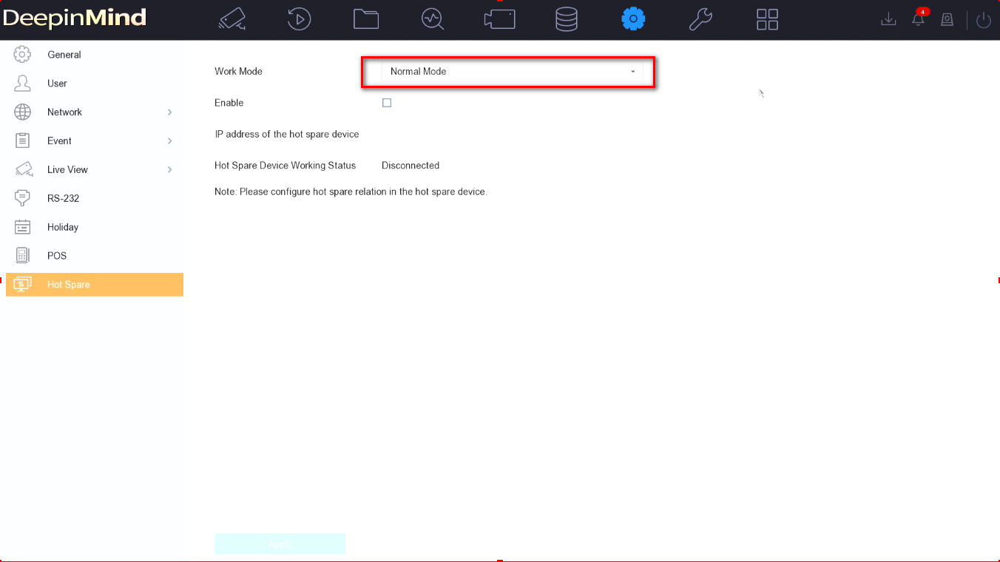 DeepinMind
4
General
User
Network
Event
Live View
RS-232
Holiday
POS
Hot Spare
Work Mode
Normal Mode
Enable
IP address of the hot spare device
Hot Spare Device Working Status Disconnected
Note: Please configure hot spare relation in the hot spare device.
Apply